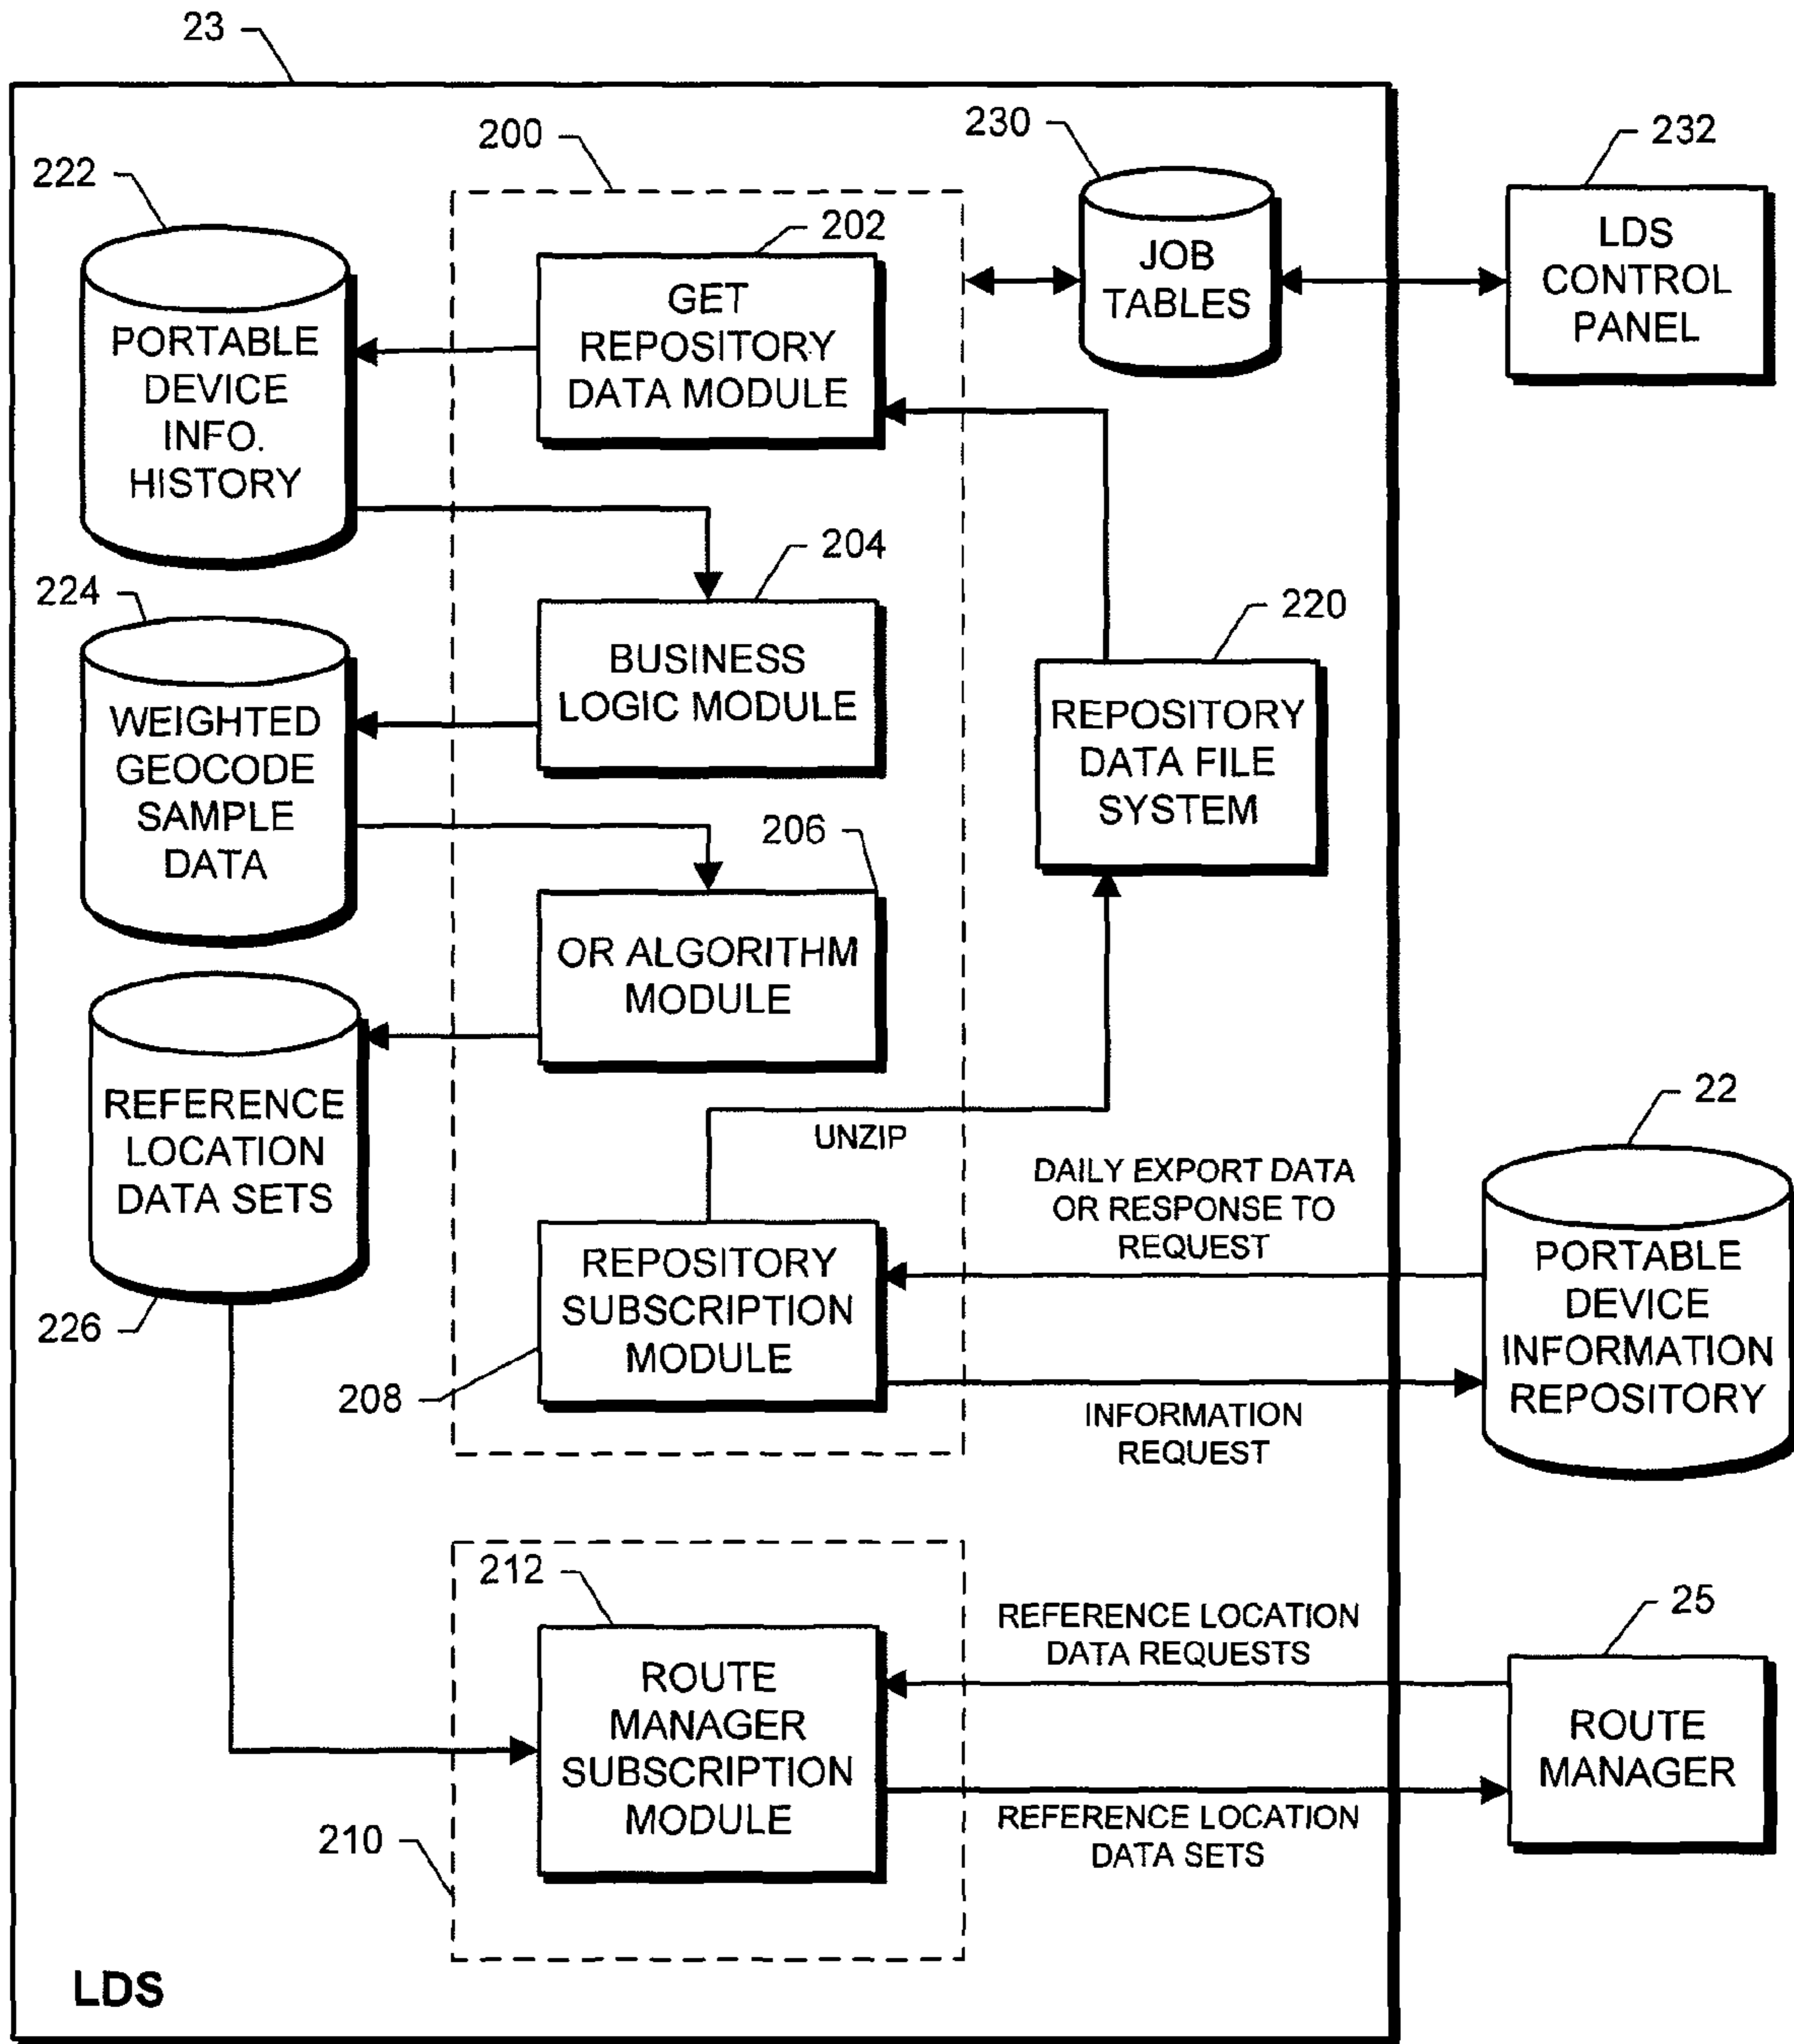 23
200
230
232
222
202
JOB
TABLES
LDS
CONTROL
PANEL
GET
REPOSITORY
DATA MODULE
PORTABLE
DEVICE
INFO.
HISTORY
204
224
220
BUSINESS
LOGIC MODULE
REPOSITORY
DATA FILE
SYSTEM
WEIGHTED
GEOCODE
SAMPLE
DATA
206
OR ALGORITHM
MODULE
REFERENCE
LOCATION
DATA SETS
22
UNZIP
DAILY EXPORT DATA
OR RESPONSE TO
REQUEST
REPOSITORY
SUBSCRIPTION
MODULE
PORTABLE
DEVICE
INFORMATION
REPOSITORY
226
208
INFORMATION
REQUEST
212
REFERENCE LOCATION
DATA REQUESTS
25
ROUTE
MANAGER
SUBSCRIPTION
MODULE
ROUTE
MANAGER
210
REFERENCE LOCATION
DATA SETS
LDS